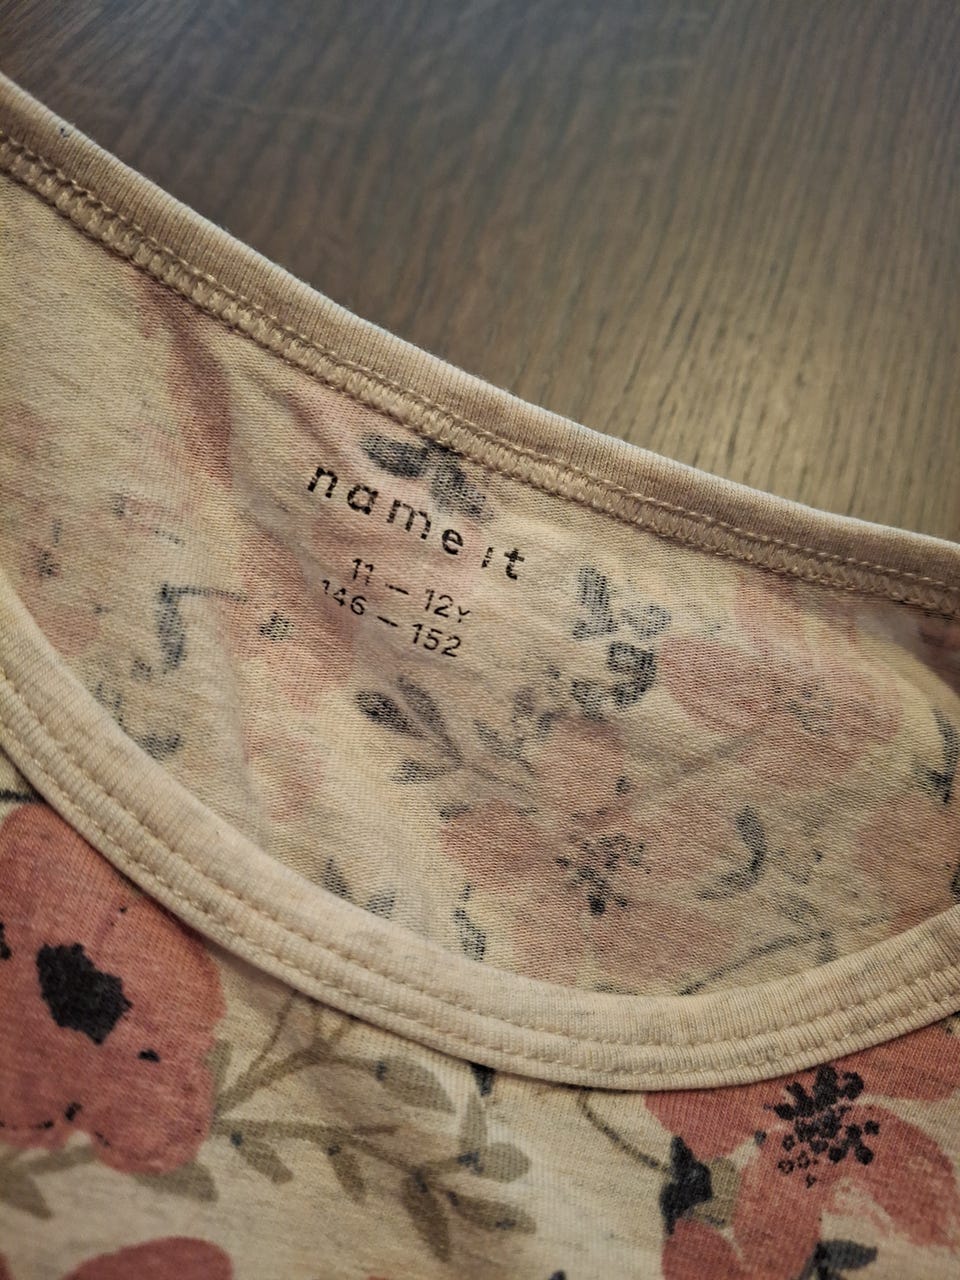 name it
11 — 12Y
146 — 152